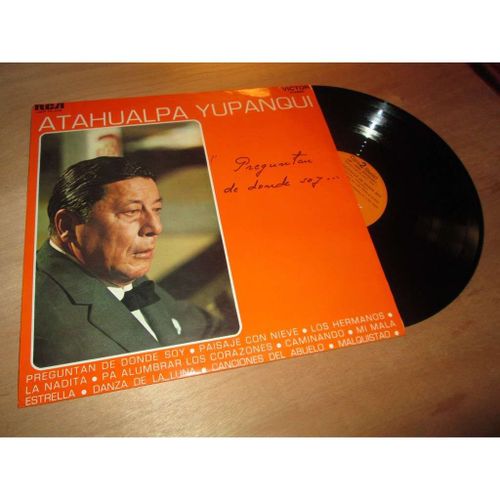 RCA
VICTOR
ATAHUALPA YUPANQUI
"Preguntan
de donde soy...
PREGUNTAN DE DONDE SOY • PAISAJE CON NIEVE • LOS HERMANOS •
LA NADITA • PA ALUMBRAR LOS CORAZONES • CAMINANDO • MI MALA
ESTRELLA • DANZA DE LA LUNA • CANCIONES DEL ABUELO • MALQUISTAO •
2